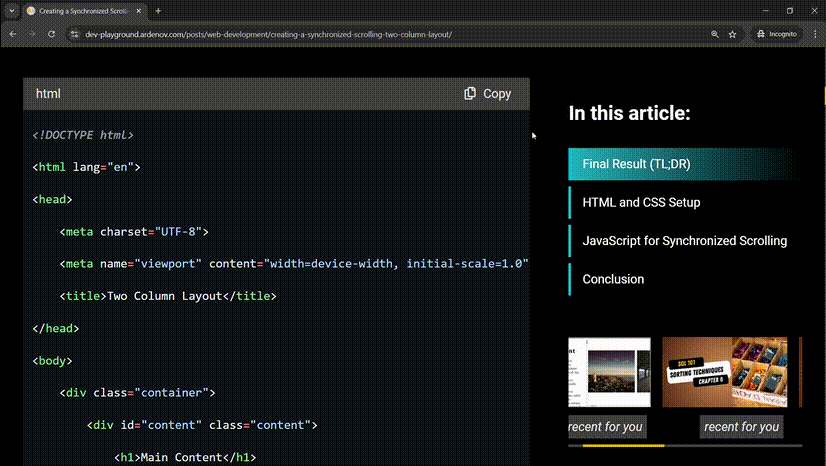 Creating a Synchronized Scroll
dev-playground.ardenov.com/posts/web-development/creating-a-synchronized-scrolling-two-column-layout/
Incognito
html
Copy
<!DOCTYPE html>
<html lang="en">
<head>
<meta charset="UTF-8">
<meta name="viewport" content="width=device-width, initial-scale=1.0"
<title>Two Column Layout</title>
</head>
<body>
<div class="container">
<div id="content" class="content">
<h1>Main Content</h1>
In this article:
Final Result (TL;DR)
HTML and CSS Setup
JavaScript for Synchronized Scrolling
Conclusion
SQL 101
SORTING TECHNIQUES
CHAPTER 6
recent for you
recent for you